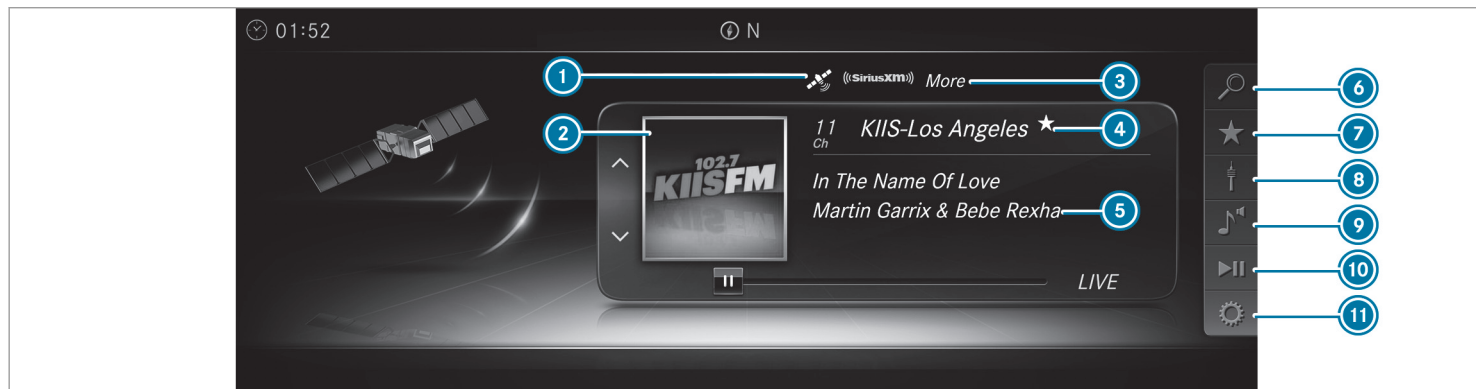 01:52
N
((SiriusXM)) More
11 KIIS-Los Angeles
Ch
102.7
KIISFM
In The Name Of Love
Martin Garrix & Bebe Rexha
LIVE
1
2
3
4
5
6
7
8
9
10
11